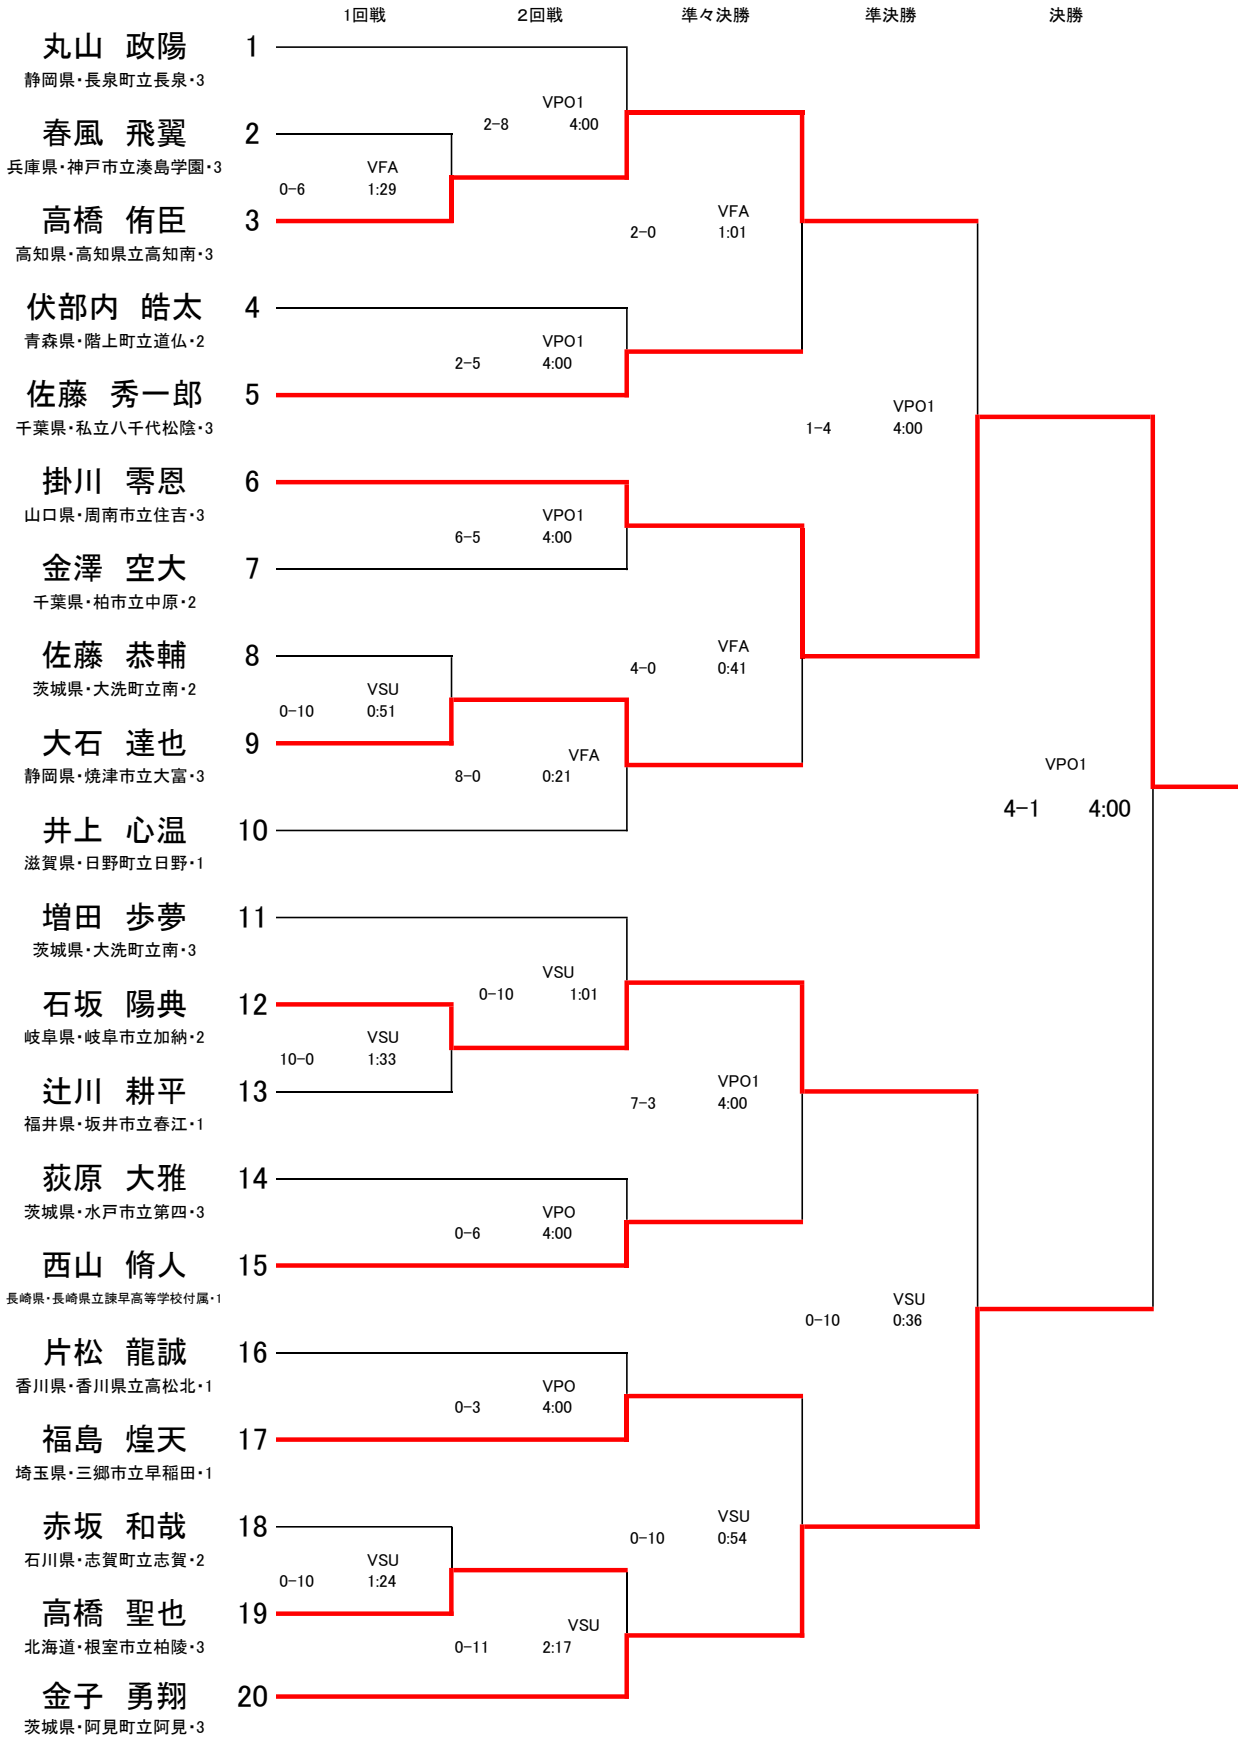 1回戦 2回戦 準々決勝 準決勝 決勝
丸山 政陽 1
静岡県・長泉町立長泉・3
VPO1
2-8 4:00
春風 飛翼 2
兵庫県・神戸市立湊島学園・3
VFA
0-6 1:29
高橋 侑臣 3
高知県・高知県立高知南・3
VFA
2-0 1:01
伏部内 皓太 4
青森県・階上町立道仏・2
VPO1
2-5 4:00
佐藤 秀一郎 5
千葉県・私立八千代松陰・3
VPO1
1-4 4:00
掛川 零恩 6
山口県・周南市立住吉・3
VPO1
6-5 4:00
金澤 空大 7
千葉県・柏市立中原・2
佐藤 恭輔 8
茨城県・大洗町立南・2
VFA
4-0 0:41
VSU
0-10 0:51
大石 達也 9
静岡県・焼津市立大富・3
VFA
8-0 0:21
VPO1
4-1 4:00
井上 心温 10
滋賀県・日野町立日野・1
増田 歩夢 11
茨城県・大洗町立南・3
VSU
0-10 1:01
石坂 陽典 12
岐阜県・岐阜市立加納・2
VSU
10-0 1:33
辻川 耕平 13
福井県・坂井市立春江・1
VPO1
7-3 4:00
荻原 大雅 14
茨城県・水戸市立第四・3
VPO
0-6 4:00
西山 脩人 15
長崎県・長崎県立諫早高等学校付属・1
VSU
0-10 0:36
片松 龍誠 16
香川県・香川県立高松北・1
VPO
0-3 4:00
福島 煌天 17
埼玉県・三郷市立早稲田・1
赤坂 和哉 18
石川県・志賀町立志賀・2
VSU
0-10 0:54
VSU
0-10 1:24
高橋 聖也 19
北海道・根室市立柏陵・3
VSU
0-11 2:17
金子 勇翔 20
茨城県・阿見町立阿見・3